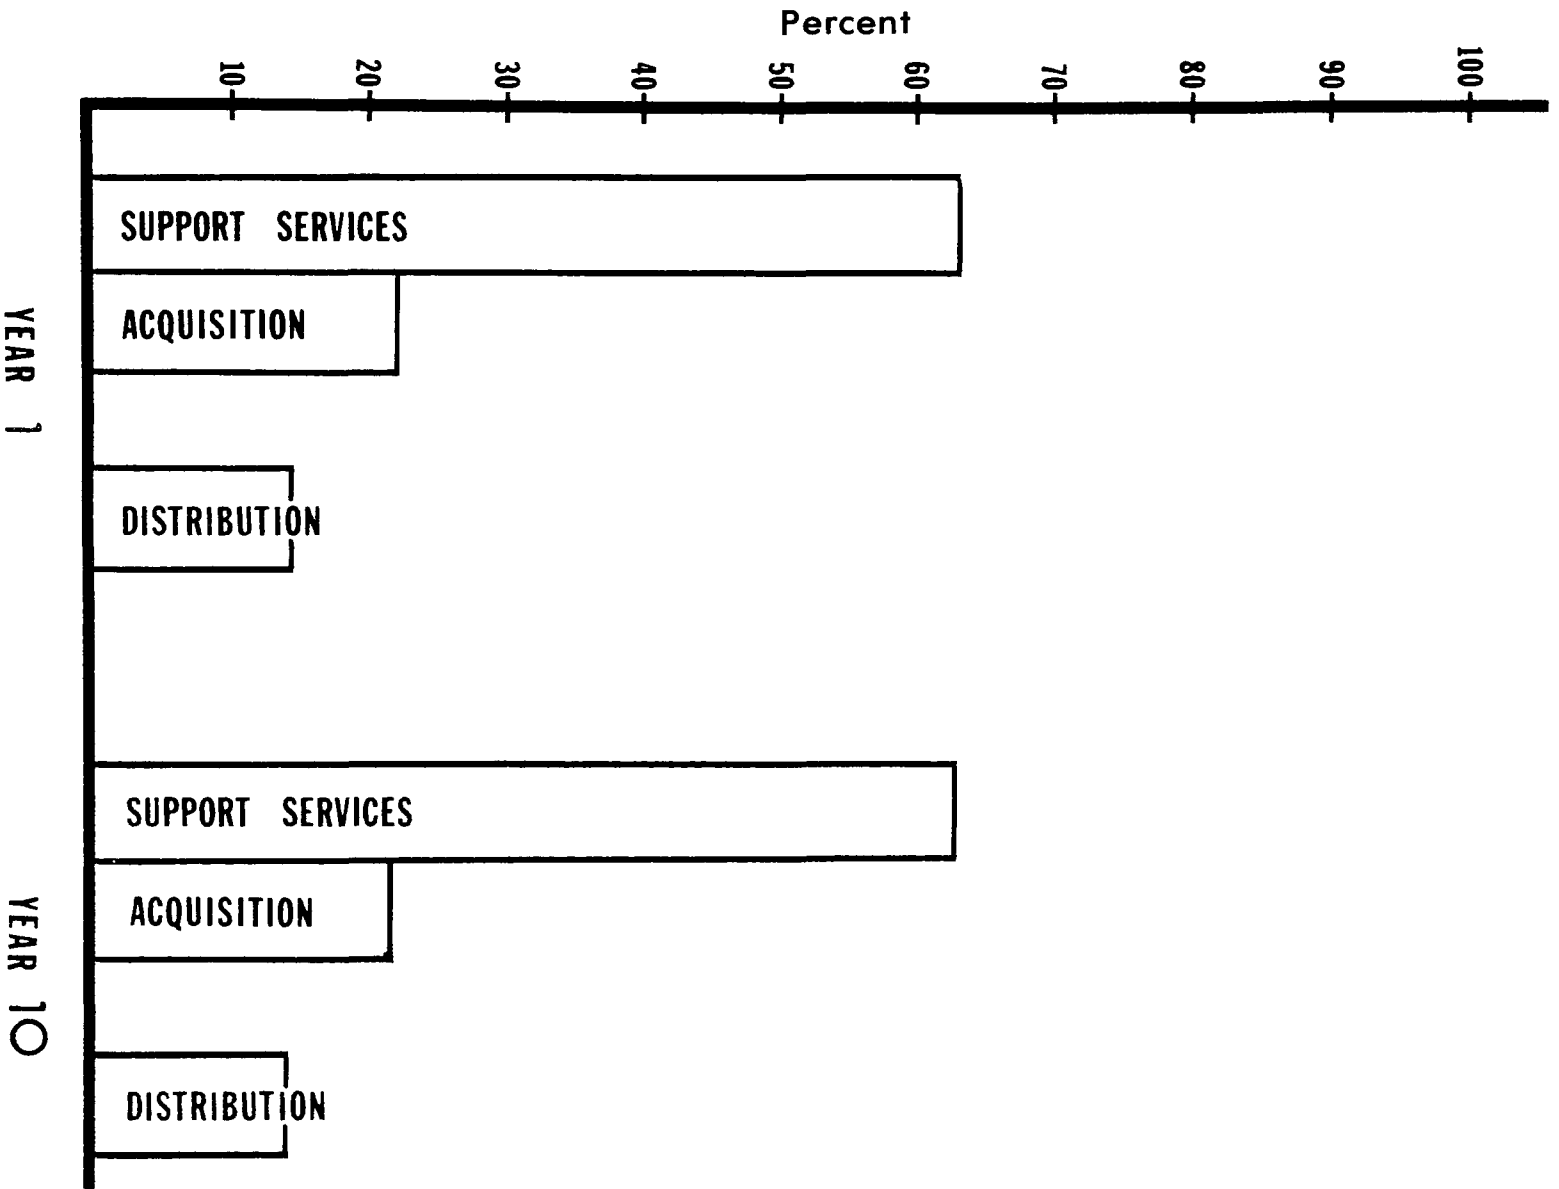 Percent
10 20 30 40 50 60 70 80 90 100
SUPPORT SERVICES
ACQUISITION
YEAR 1
DISTRIBUTION
SUPPORT SERVICES
ACQUISITION
YEAR 10
DISTRIBUTION